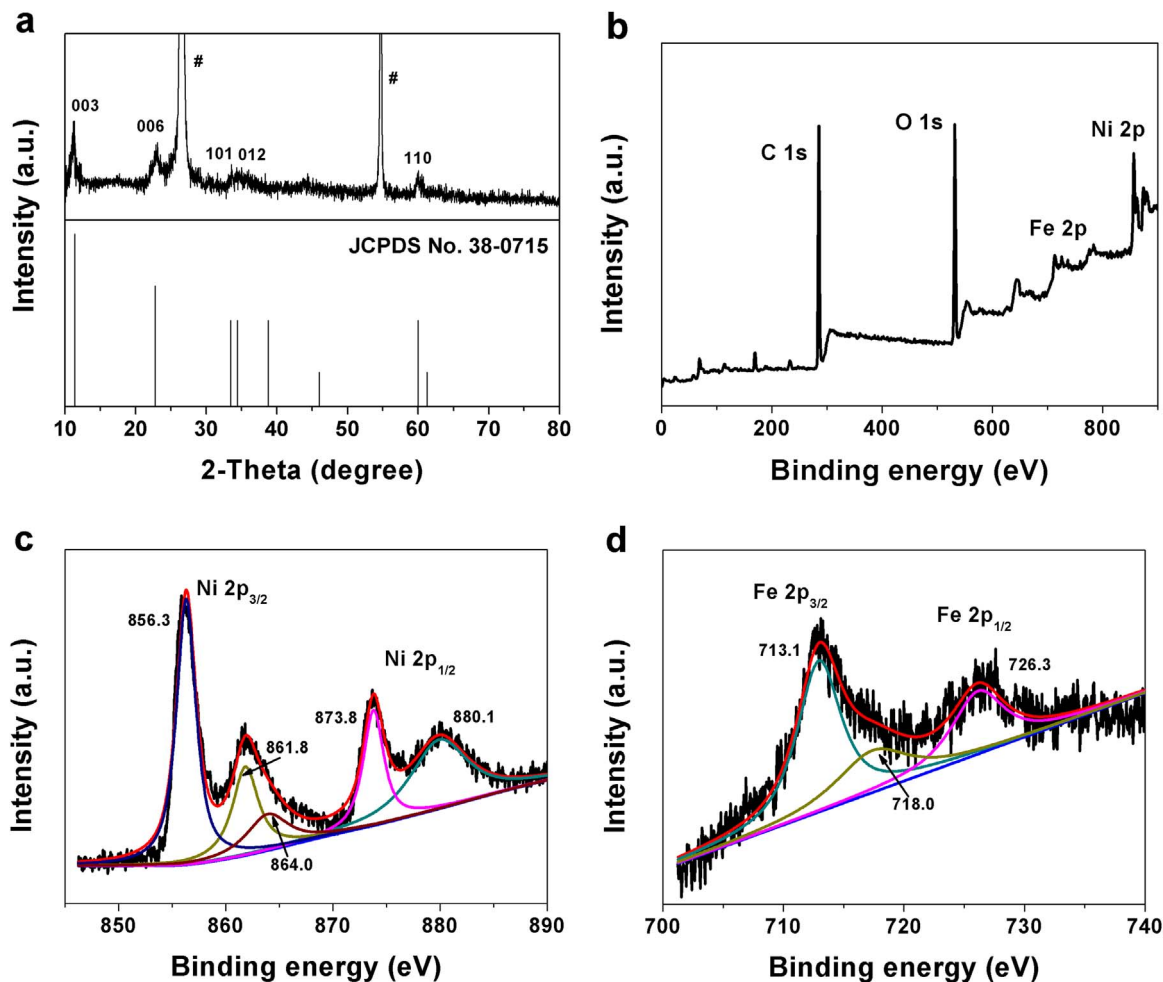 a
#
#
003
006
101 012
110
Intensity (a.u.)
JCPDS No. 38-0715
Intensity (a.u.)
10 20 30 40 50 60 70 80
2-Theta (degree)
b
C 1s
O 1s
Ni 2p
Fe 2p
Intensity (a.u.)
0 200 400 600 800
Binding energy (eV)
c
Ni 2p3/2
856.3
Ni 2p1/2
861.8
873.8
880.1
864.0
Intensity (a.u.)
850 860 870 880 890
Binding energy (eV)
d
Fe 2p3/2
Fe 2p1/2
713.1
726.3
718.0
Intensity (a.u.)
700 710 720 730 740
Binding energy (eV)